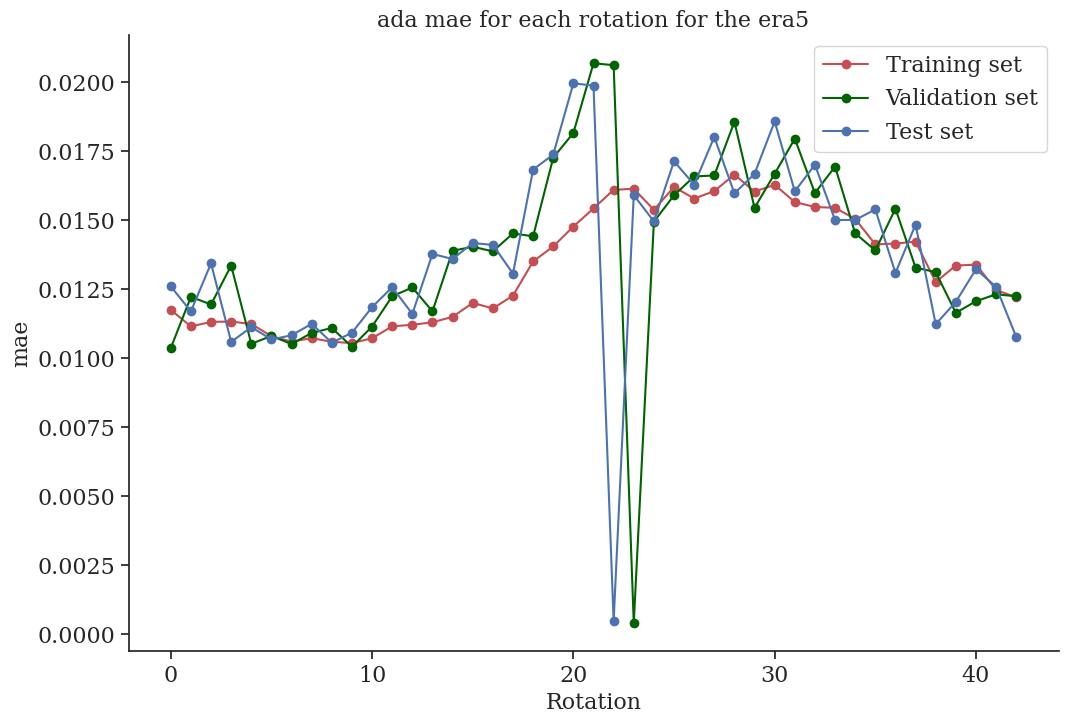 ada mae for each rotation for the era5
Training set
Validation set
Test set
mae
0.0200
0.0175
0.0150
0.0125
0.0100
0.0075
0.0050
0.0025
0.0000
0 10 20 30 40
Rotation